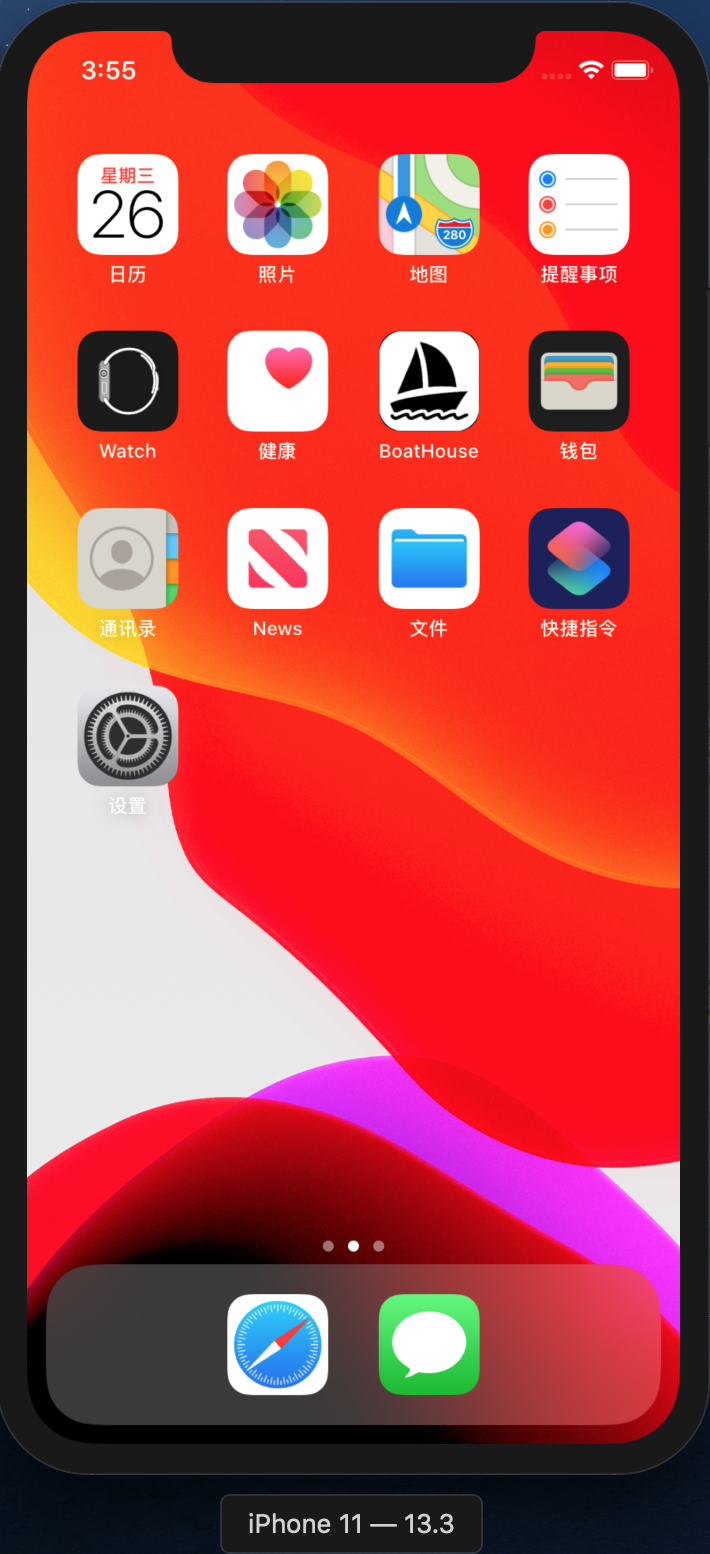 3:55
星期三
26
280
日历
照片
地图
提醒事项
Watch
健康
BoatHouse
钱包
通讯录
News
文件
快捷指令
设置
iPhone 11 — 13.3